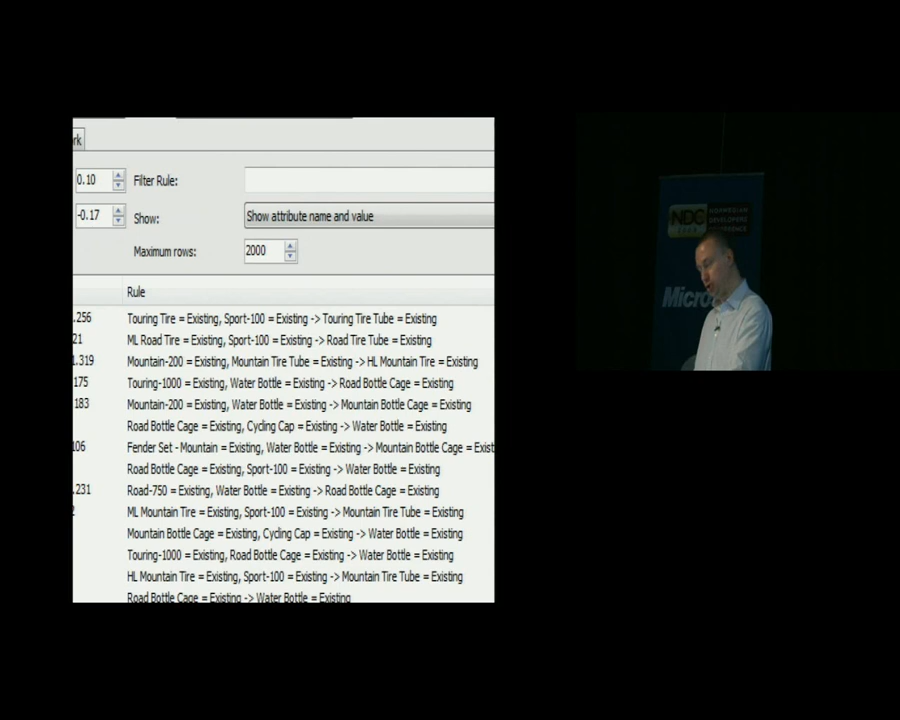 rk
0.10 Filter Rule:
-0.17 Show: Show attribute name and value
Maximum rows: 2000
Rule
.256 Touring Tire = Existing, Sport-100 = Existing -> Touring Tire Tube = Existing
21 ML Road Tire = Existing, Sport-100 = Existing -> Road Tire Tube = Existing
1.319 Mountain-200 = Existing, Mountain Tire Tube = Existing -> HL Mountain Tire = Existing
175 Touring-1000 = Existing, Water Bottle = Existing -> Road Bottle Cage = Existing
183 Mountain-200 = Existing, Water Bottle = Existing -> Mountain Bottle Cage = Existing
Road Bottle Cage = Existing, Cycling Cap = Existing -> Water Bottle = Existing
106 Fender Set - Mountain = Existing, Water Bottle = Existing -> Mountain Bottle Cage = Exist
Road Bottle Cage = Existing, Sport-100 = Existing -> Water Bottle = Existing
.231 Road-750 = Existing, Water Bottle = Existing -> Road Bottle Cage = Existing
ML Mountain Tire = Existing, Sport-100 = Existing -> Mountain Tire Tube = Existing
Mountain Bottle Cage = Existing, Cycling Cap = Existing -> Water Bottle = Existing
Touring-1000 = Existing, Road Bottle Cage = Existing -> Water Bottle = Existing
HL Mountain Tire = Existing, Sport-100 = Existing -> Mountain Tire Tube = Existing
Road Bottle Cage = Existing -> Water Bottle = Existing
NDC
NORWEGIAN
DEVELOPERS
CONFERENCE
Micro